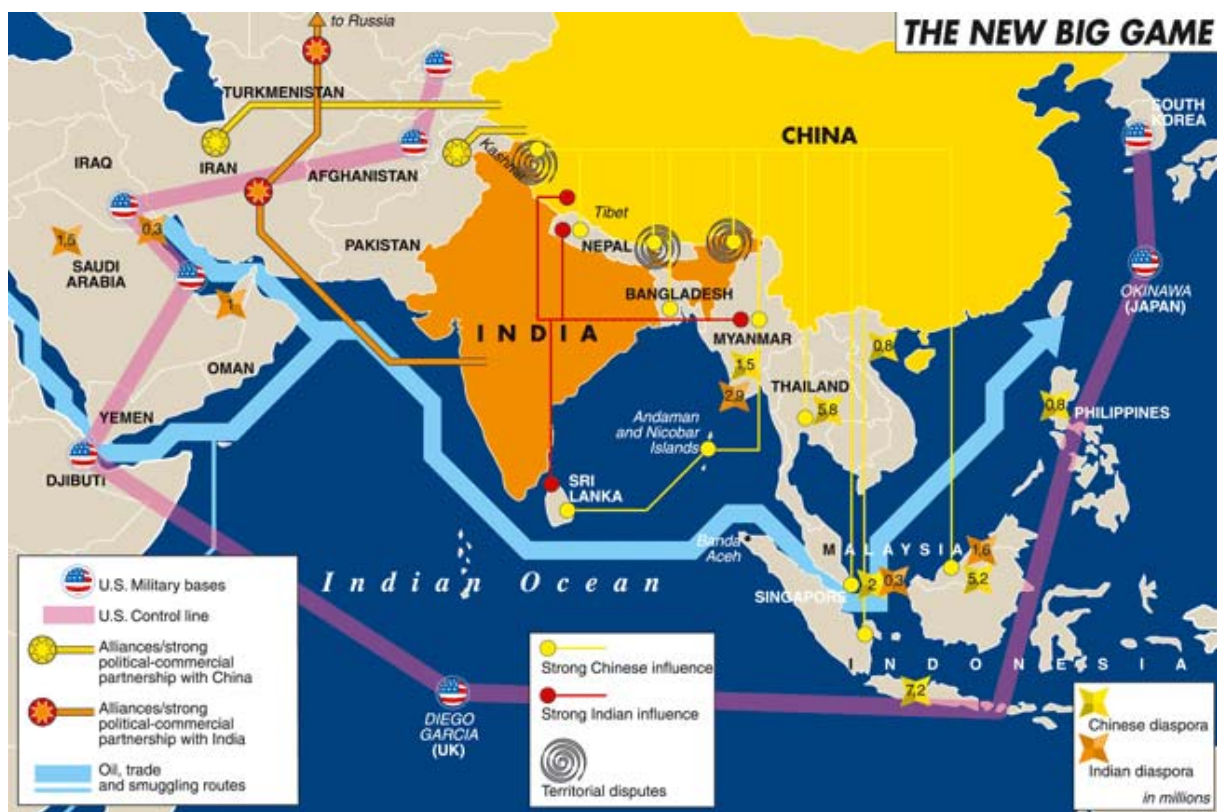 THE NEW BIG GAME
to Russia
TURKMENISTAN
CHINA
SOUTH
KOREA
IRAQ
IRAN
AFGHANISTAN
Kashmir
1,5
0,3
SAUDI
ARABIA
1
PAKISTAN
Tibet
NEPAL
BANGLADESH
OKINAWA
(JAPAN)
INDIA
MYANMAR
OMAN
0,8
1,5
2,9
THAILAND
5,8
YEMEN
0,8
PHILIPPINES
Andaman
and Nicobar
Islands
DJIBUTI
SRI
LANKA
Banda
Aceh
MALAYSIA
1,6
SINGAPORE
2
0,3
5,2
Indian Ocean
INDONESIA
7,2
DIEGO
GARCIA
(UK)
U.S. Military bases
U.S. Control line
Alliances/strong
political-commercial
partnership with China
Alliances/strong
political-commercial
partnership with India
Oil, trade
and smuggling routes
Strong Chinese influence
Strong Indian influence
Territorial disputes
Chinese diaspora
Indian diaspora
in millions